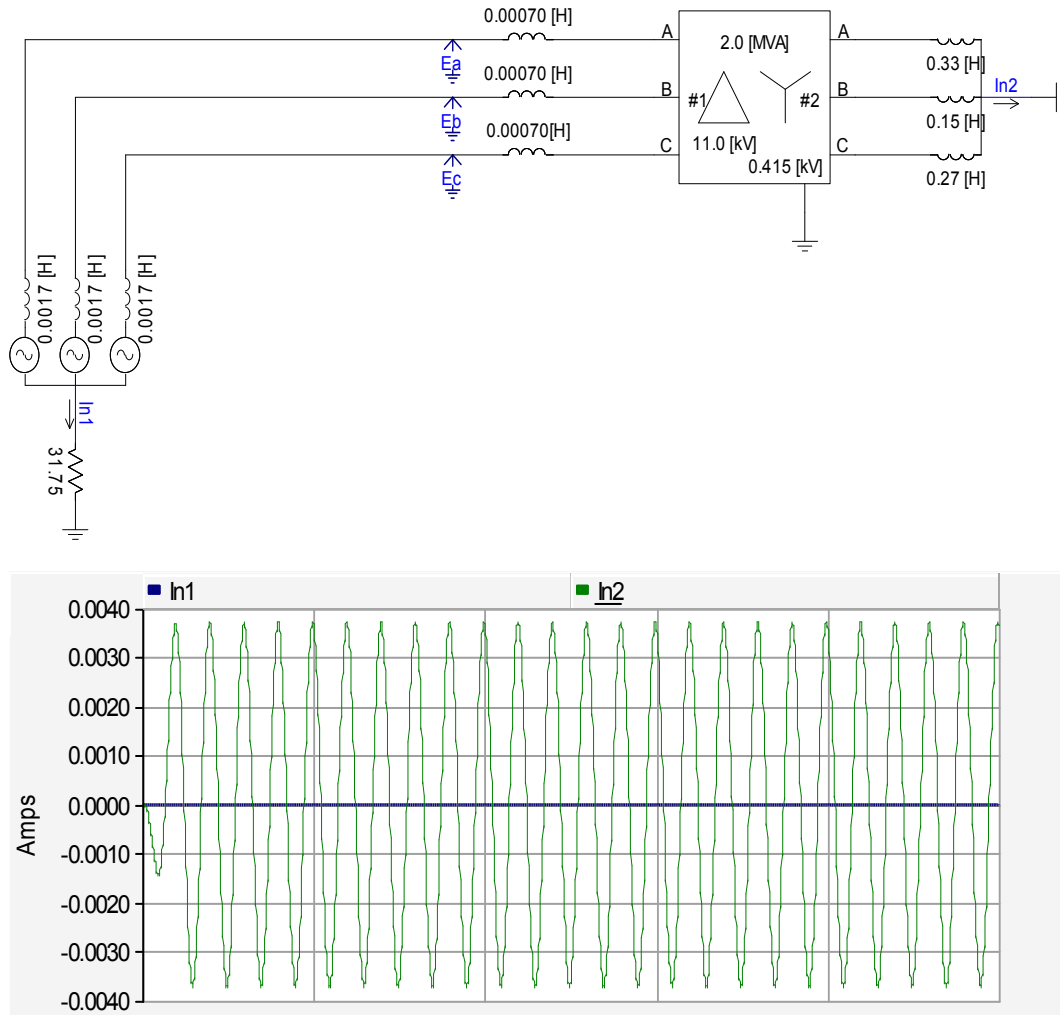 0.00070 [H]
A
2.0 [MVA]
A
Ea
0.33 [H]
0.00070 [H]
B
#1
#2
B
In2
Eb
0.15 [H]
0.00070[H]
11.0 [kV]
C
0.415 [kV]
C
Ec
0.27 [H]
0.0017 [H]
0.0017 [H]
0.0017 [H]
In1
31.75
In1
In2
0.0040
0.0030
0.0020
0.0010
0.0000
-0.0010
-0.0020
-0.0030
-0.0040
Amps